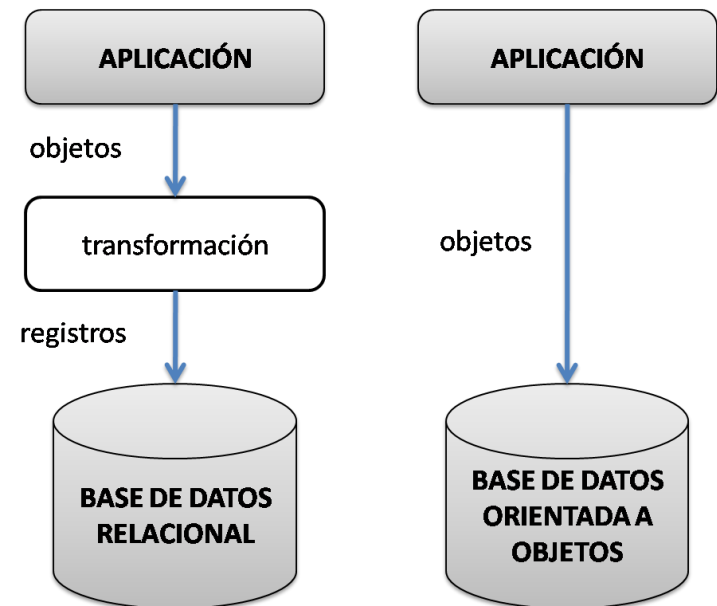 APLICACIÓN
objetos
transformación
registros
BASE DE DATOS
RELACIONAL
APLICACIÓN
objetos
BASE DE DATOS
ORIENTADA A
OBJETOS